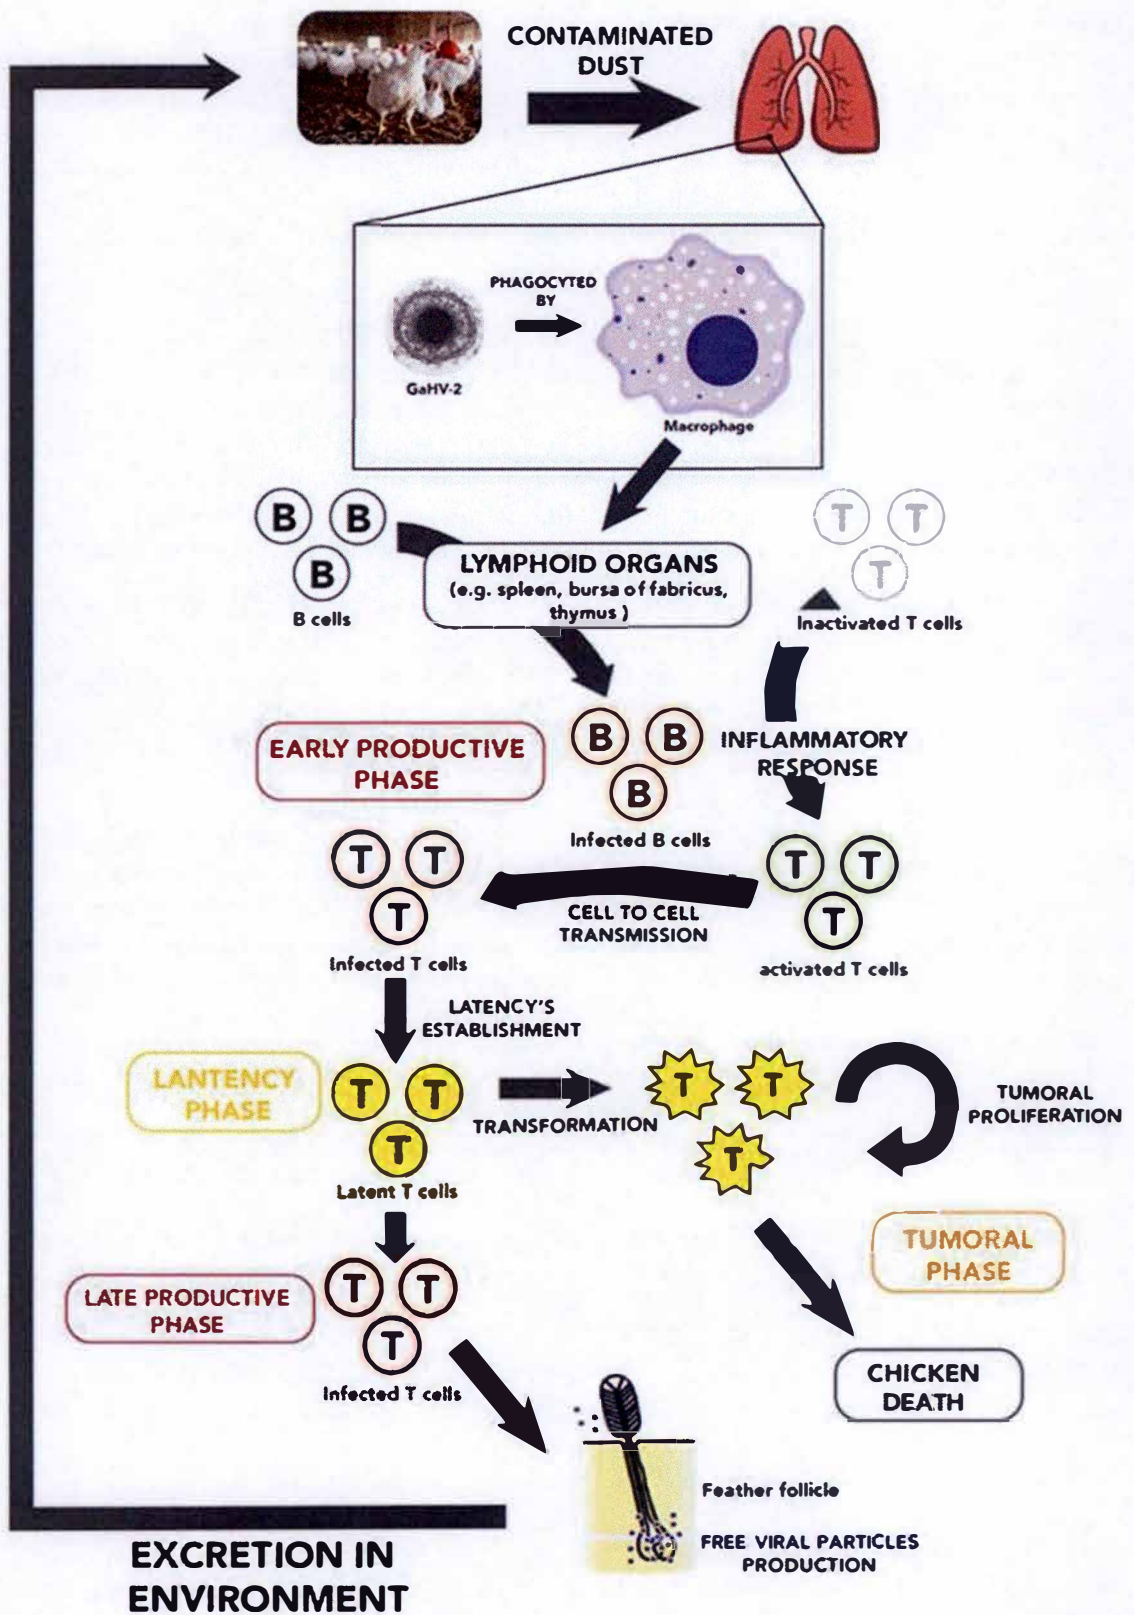 CONTAMINATED
DUST
PHAGOCYTED
BY
GaHV-2
Macrophage
B B
B
B cells
LYMPHOID ORGANS
(e.g. spleen, bursa of fabricus,
thymus )
T T
T
Inactivated T cells
EARLY PRODUCTIVE
PHASE
B B
B
Infected B cells
INFLAMMATORY
RESPONSE
T T
T
Infected T cells
CELL TO CELL
TRANSMISSION
T T
T
activated T cells
LATENCY'S
ESTABLISHMENT
LANTENCY
PHASE
T T
T
Latent T cells
TRANSFORMATION
T T
T
TUMORAL
PROLIFERATION
TUMORAL
PHASE
LATE PRODUCTIVE
PHASE
T T
T
Infected T cells
CHICKEN
DEATH
Feather follicle
FREE VIRAL PARTICLES
PRODUCTION
EXCRETION IN
ENVIRONMENT